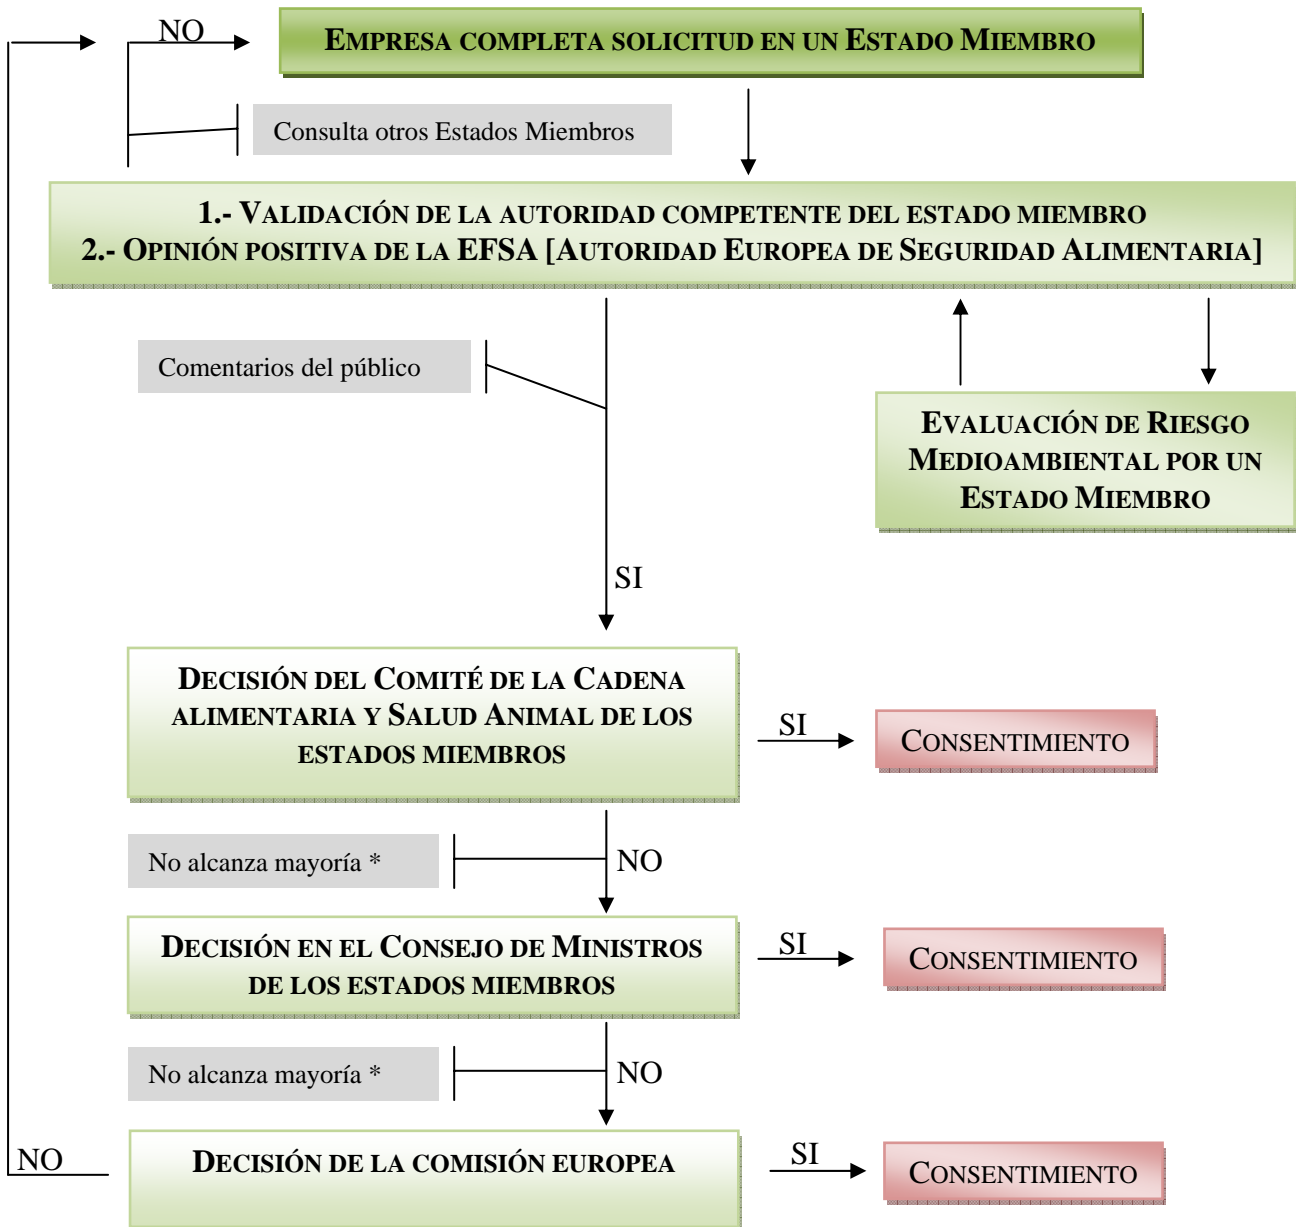 NO
EMPRESA COMPLETA SOLICITUD EN UN ESTADO MIEMBRO
Consulta otros Estados Miembros
1.- VALIDACIÓN DE LA AUTORIDAD COMPETENTE DEL ESTADO MIEMBRO
2.- OPINIÓN POSITIVA DE LA EFSA [AUTORIDAD EUROPEA DE SEGURIDAD ALIMENTARIA]
Comentarios del público
EVALUACIÓN DE RIESGO
MEDIOAMBIENTAL POR UN
ESTADO MIEMBRO
SI
DECISIÓN DEL COMITÉ DE LA CADENA
ALIMENTARIA Y SALUD ANIMAL DE LOS
ESTADOS MIEMBROS
SI
CONSENTIMIENTO
No alcanza mayoría *
NO
DECISIÓN EN EL CONSEJO DE MINISTROS
DE LOS ESTADOS MIEMBROS
SI
CONSENTIMIENTO
No alcanza mayoría *
NO
NO
DECISIÓN DE LA COMISIÓN EUROPEA
SI
CONSENTIMIENTO